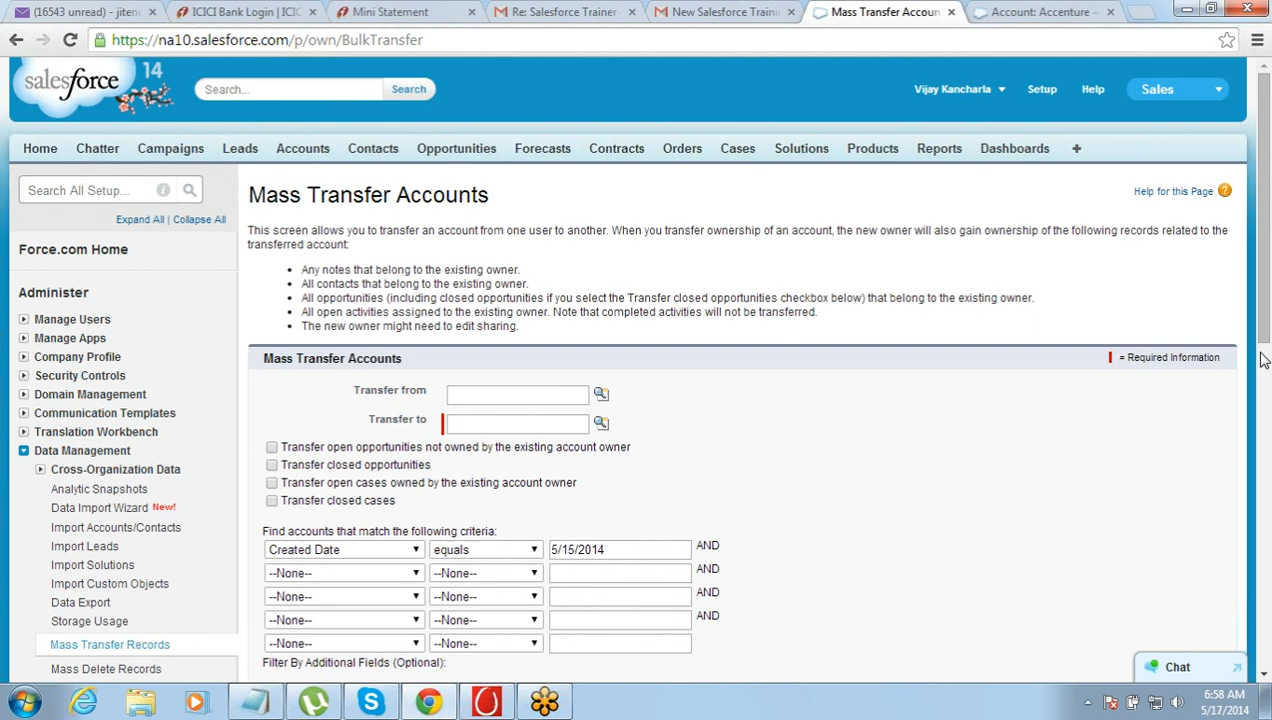 (16543 unread) - jiten
ICICI Bank Login | IC
Mini Statement
Re: Salesforce Trainer
New Salesforce Traini
Mass Transfer Accoun
Account: Accenture ~
https://na10.salesforce.com/p/own/BulkTransfer
salesforce 14
Search...
Search
Vijay Kancharla
Setup
Help
Sales
Home Chatter Campaigns Leads Accounts Contacts Opportunities Forecasts Contracts Orders Cases Solutions Products Reports Dashboards +
Search All Setup...
Expand All | Collapse All
Force.com Home
Administer
Manage Users
Manage Apps
Company Profile
Security Controls
Domain Management
Communication Templates
Translation Workbench
Data Management
Cross-Organization Data
Analytic Snapshots
Data Import Wizard New!
Import Accounts/Contacts
Import Leads
Import Solutions
Import Custom Objects
Data Export
Storage Usage
Mass Transfer Records
Mass Delete Records
Mass Transfer Accounts
Help for this Page ?
This screen allows you to transfer an account from one user to another. When you transfer ownership of an account, the new owner will also gain ownership of the following records related to the
transferred account:
• Any notes that belong to the existing owner.
• All contacts that belong to the existing owner.
• All opportunities (including closed opportunities if you select the Transfer closed opportunities checkbox below) that belong to the existing owner.
• All open activities assigned to the existing owner. Note that completed activities will not be transferred.
• The new owner might need to edit sharing.
Mass Transfer Accounts
= Required Information
Transfer from
Transfer to
Transfer open opportunities not owned by the existing account owner
Transfer closed opportunities
Transfer open cases owned by the existing account owner
Transfer closed cases
Find accounts that match the following criteria:
Created Date equals 5/15/2014 AND
--None-- --None-- AND
--None-- --None-- AND
--None-- --None-- AND
--None-- --None--
Filter By Additional Fields (Optional):
Chat
6:58 AM
5/17/2014